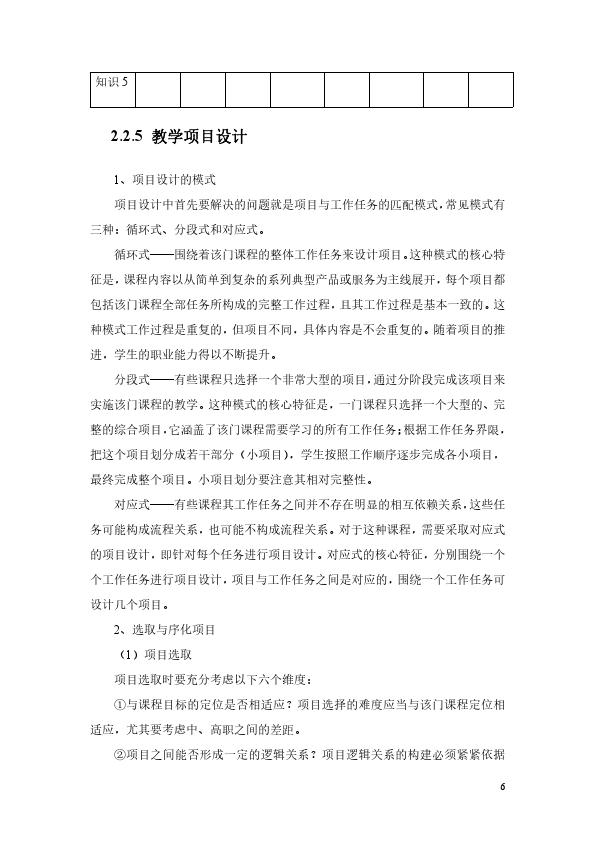 知识 5
2.2.5 教学项目设计
1、项目设计的模式
项目设计中首先要解决的问题就是项目与工作任务的匹配模式，常见模式有
三种：循环式、分段式和对应式。
循环式——围绕着该门课程的整体工作任务来设计项目。这种模式的核心特
征是，课程内容以从简单到复杂的系列典型产品或服务为主线展开，每个项目都
包括该门课程全部任务所构成的完整工作过程，且其工作过程是基本一致的。这
种模式工作过程是重复的，但项目不同，具体内容是不会重复的。随着项目的推
进，学生的职业能力得以不断提升。
分段式——有些课程只选择一个非常大型的项目，通过分阶段完成该项目来
实施该门课程的教学。这种模式的核心特征是，一门课程只选择一个大型的、完
整的综合项目，它涵盖了该门课程需要学习的所有工作任务；根据工作任务界限，
把这个项目划分成若干部分（小项目），学生按照工作顺序逐步完成各小项目，
最终完成整个项目。小项目划分要注意其相对完整性。
对应式——有些课程其工作任务之间并不存在明显的相互依赖关系，这些任
务可能构成流程关系，也可能不构成流程关系。对于这种课程，需要采取对应式
的项目设计，即针对每个任务进行项目设计。对应式的核心特征，分别围绕一个
个工作任务进行项目设计，项目与工作任务之间是对应的，围绕一个工作任务可
设计几个项目。
2、选取与序化项目
（1）项目选取
项目选取时要充分考虑以下六个维度：
①与课程目标的定位是否相适应？项目选择的难度应当与该门课程定位相
适应，尤其要考虑中、高职之间的差距。
②项目之间能否形成一定的逻辑关系？项目逻辑关系的构建必须紧紧依据
6